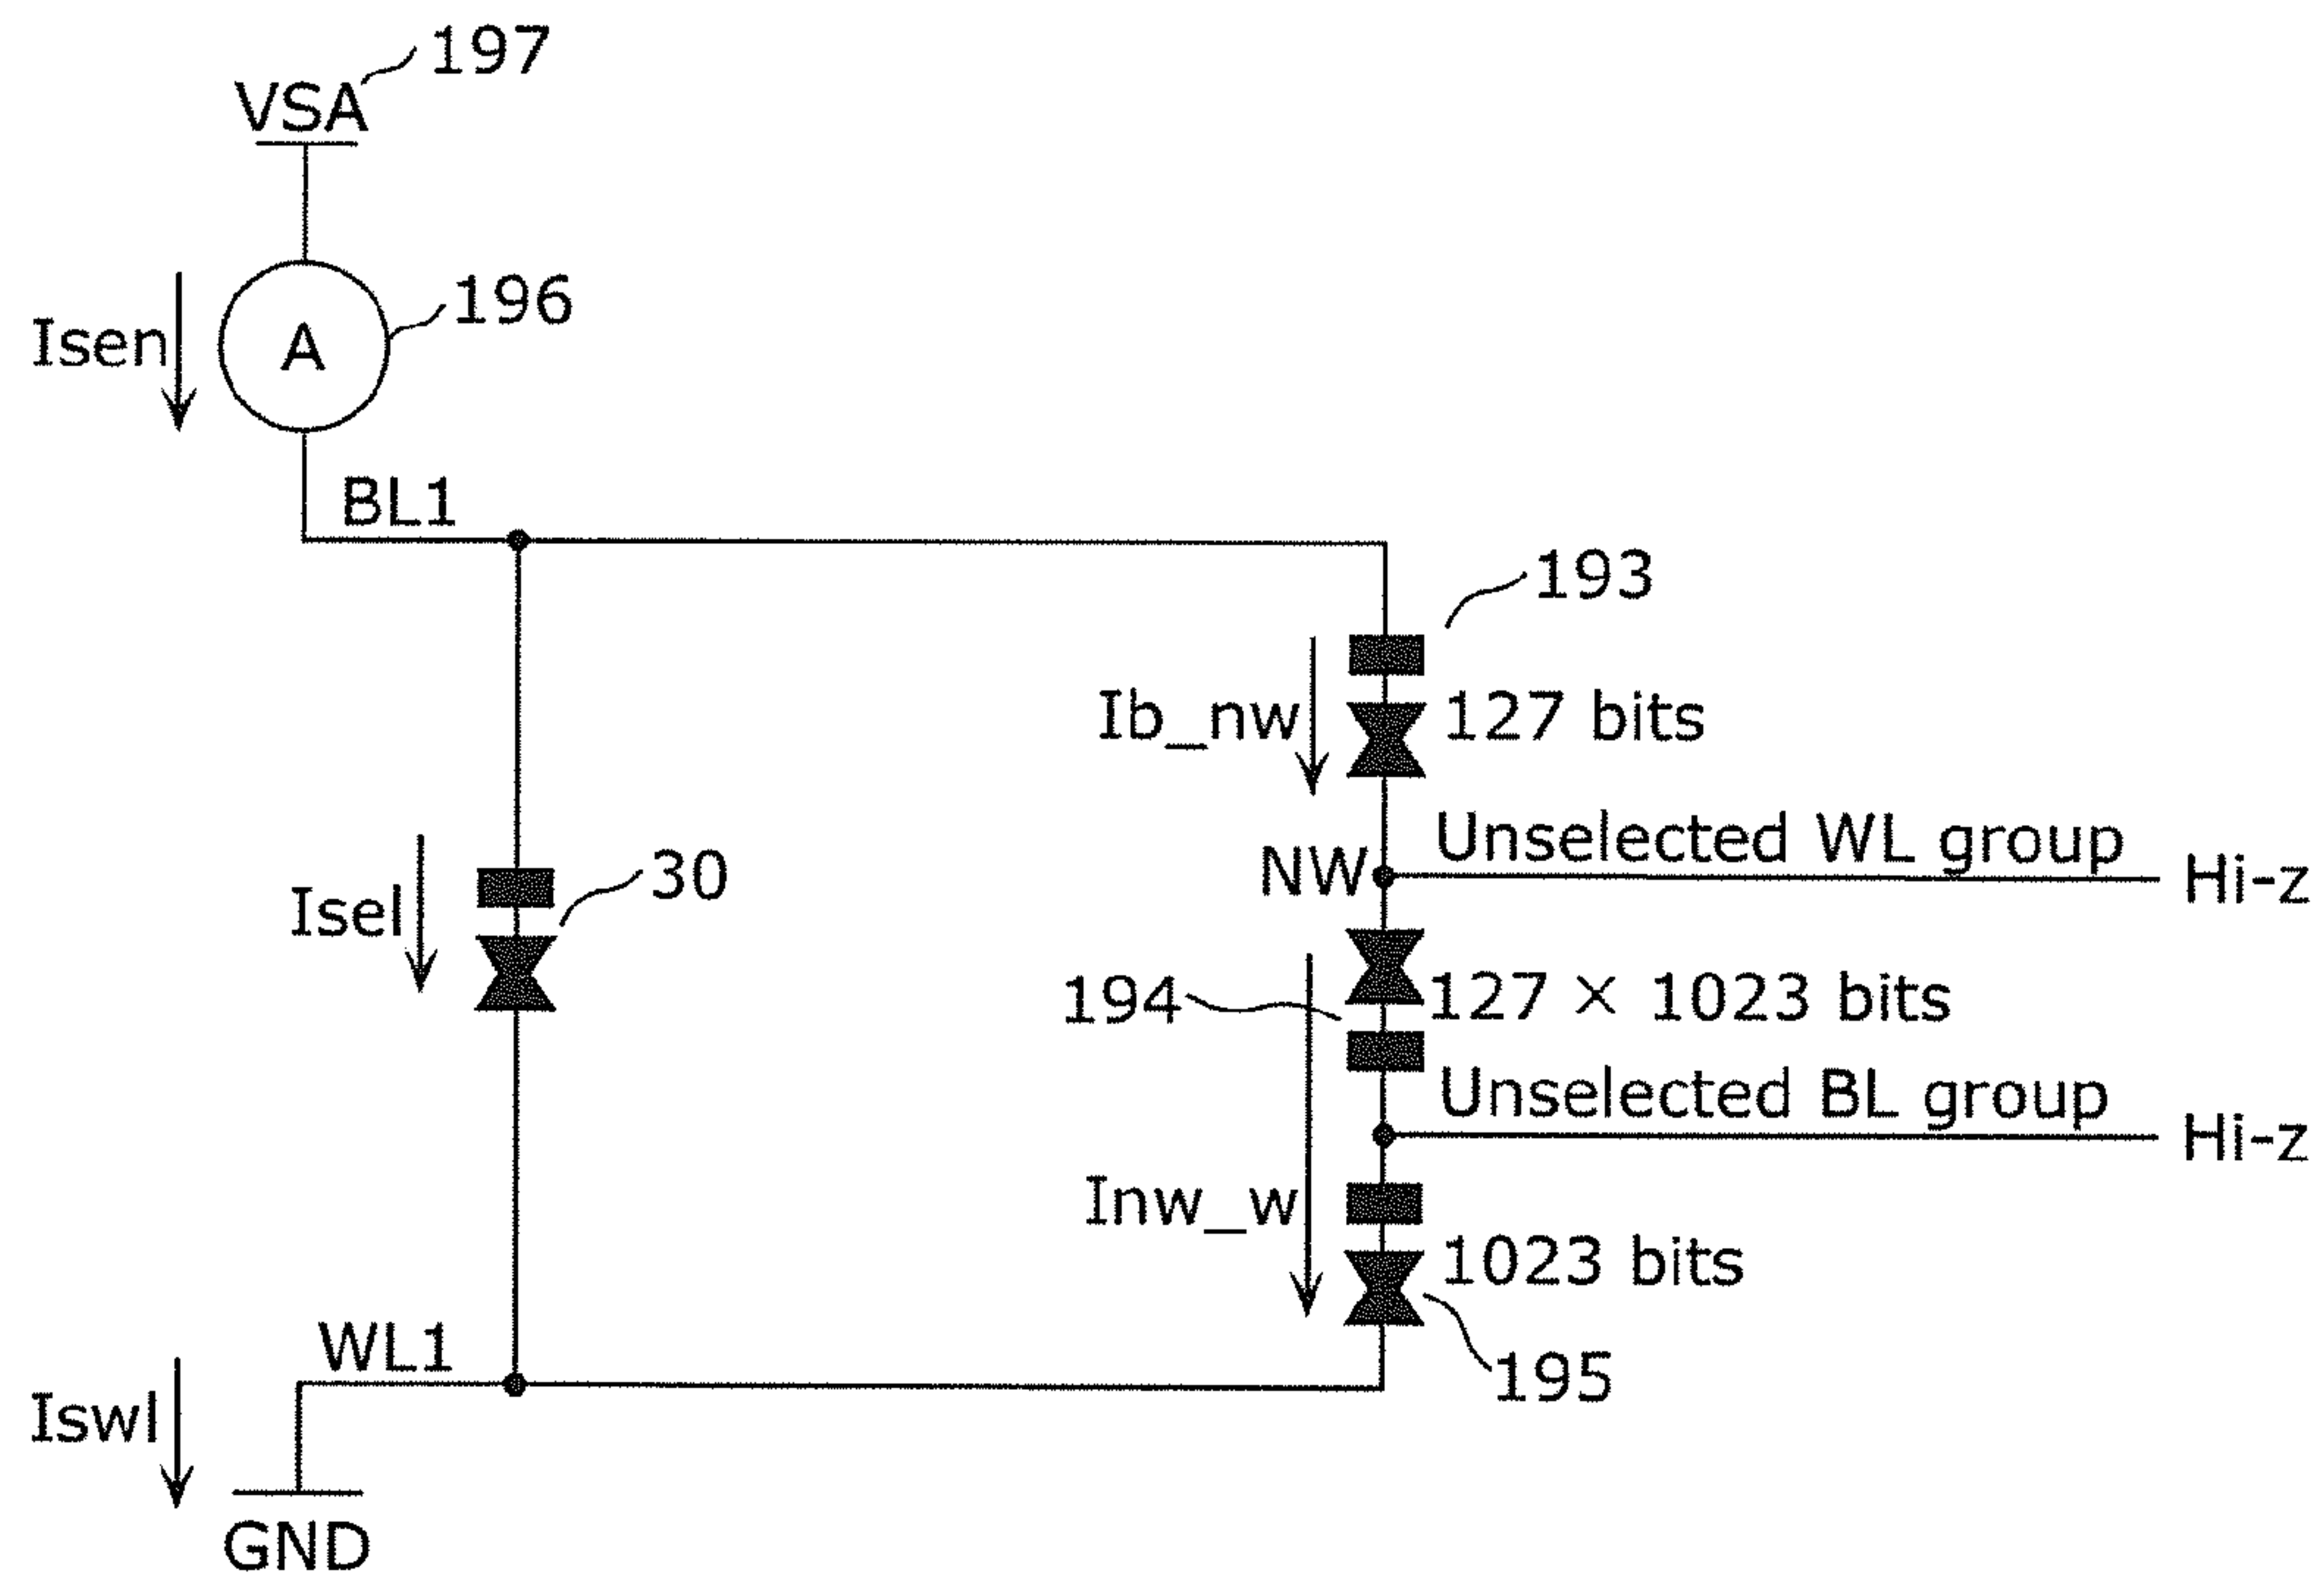 197
VSA
196
Isen
A
BL1
193
Ib_nw
127 bits
Unselected WL group
NW
Hi-z
30
Isel
194
127 × 1023 bits
Unselected BL group
Hi-z
Inw_w
1023 bits
WL1
195
Iswl
GND